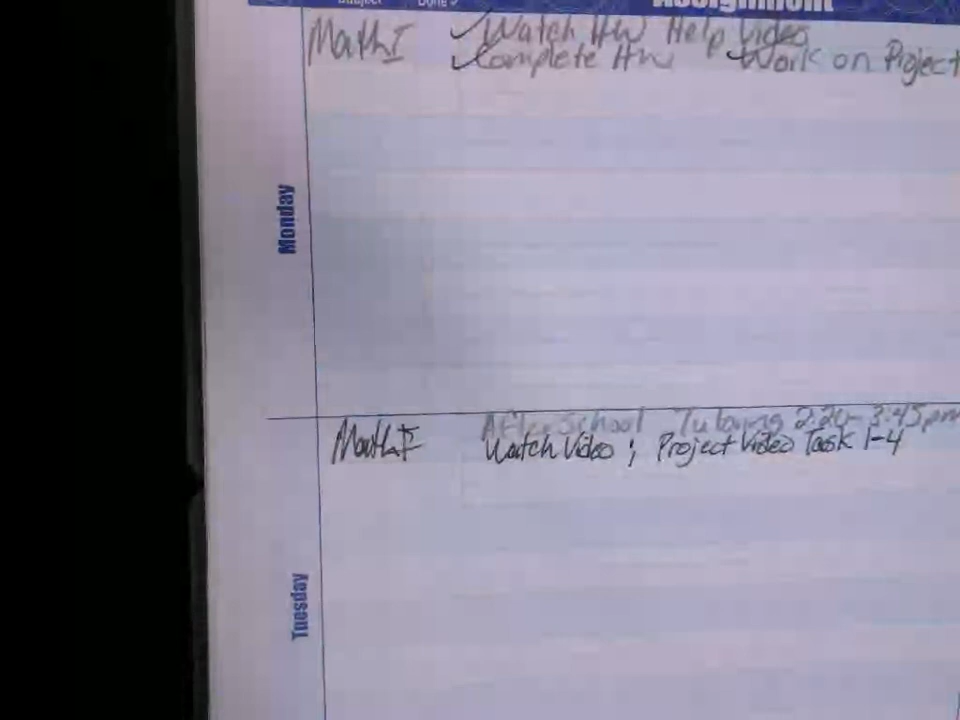 Subject Done ✓ Assignment
Math I ✓Watch HW Help Video
✓Complete HW ✓Work on Project
Monday
After School Tutoring 2:20-3:45pm
Math I Watch Video ; Project Video Task 1-4
Tuesday